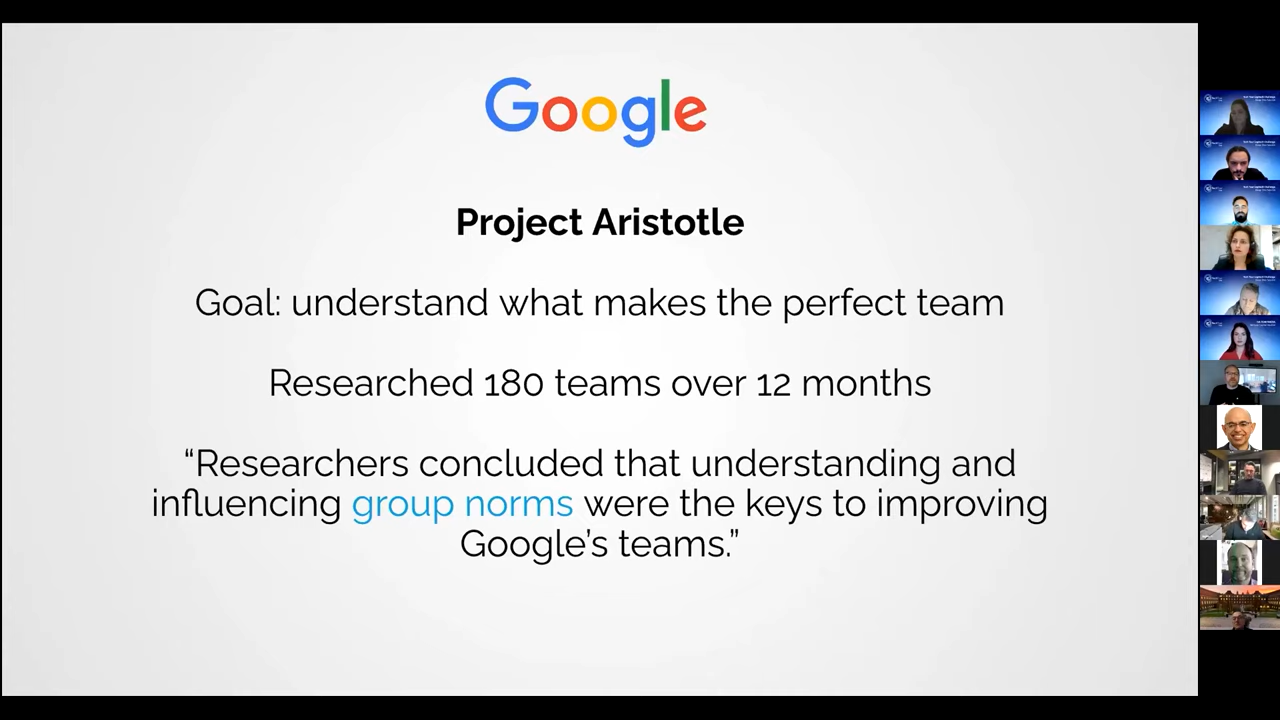 Google
Project Aristotle
Goal: understand what makes the perfect team
Researched 180 teams over 12 months
“Researchers concluded that understanding and
influencing group norms were the keys to improving
Google’s teams.”